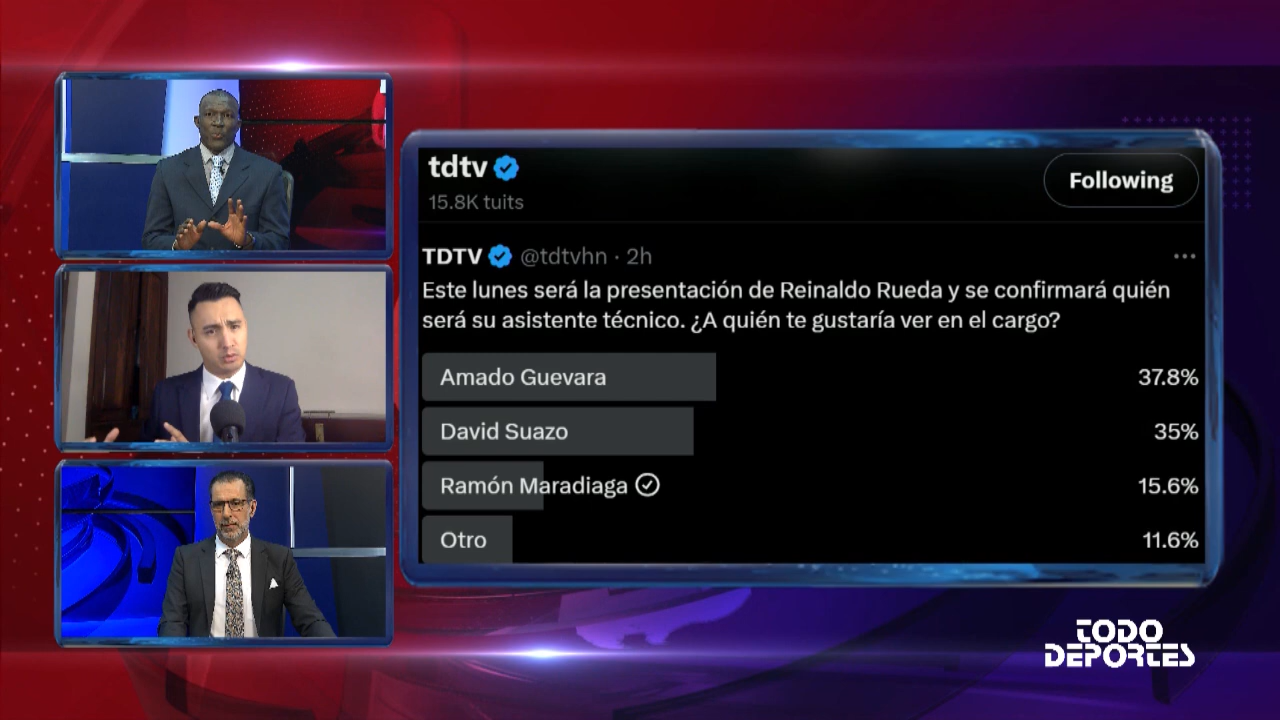 tdtv
15.8K tuits
Following
TDTV @tdtvhn · 2h
Este lunes será la presentación de Reinaldo Rueda y se confirmará quién
será su asistente técnico. ¿A quién te gustaría ver en el cargo?
Amado Guevara 37.8%
David Suazo 35%
Ramón Maradiaga 15.6%
Otro 11.6%
TODO
DEPORTES